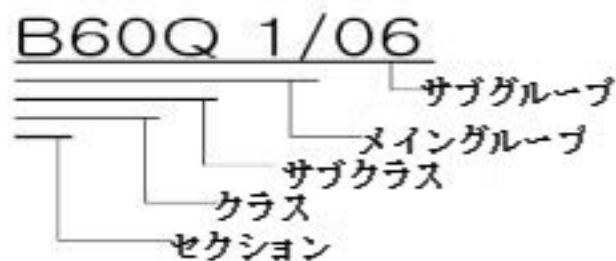 B60Q 1/06
サブグループ
メイングループ
サブクラス
クラス
セクション